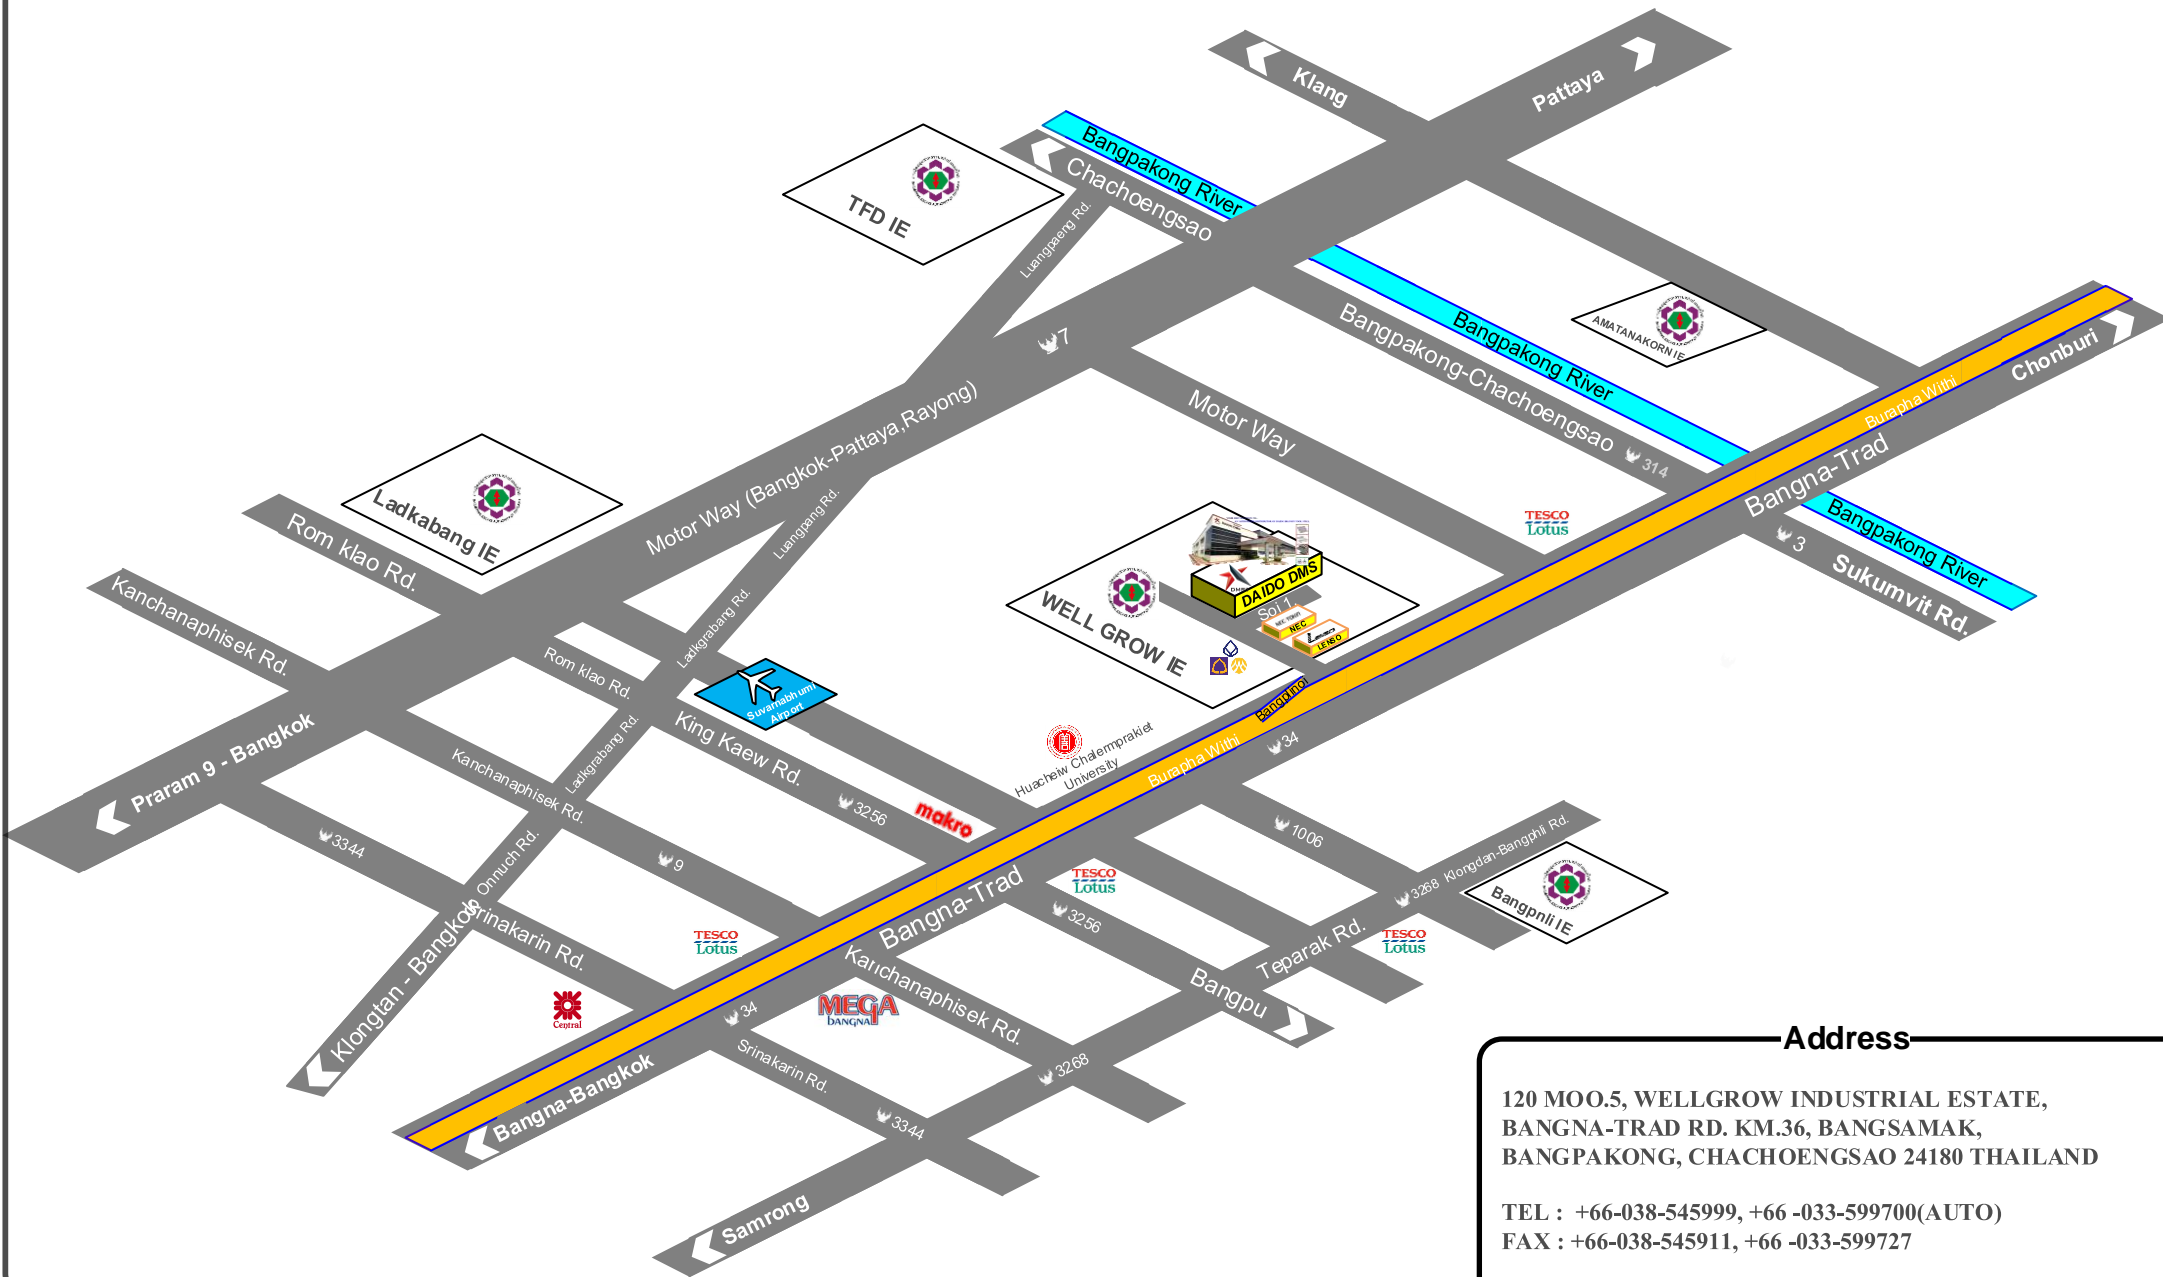 Klang
Pattaya
Bangpakong River
Chachoengsao
TFD IE
Luangpaeng Rd.
7
Bangpakong River
Bangpakong-Chachoengsao
314
AMATANAKORN IE
Burapha Withi
Chonburi
Bangna-Trad
Bangpakong River
3
Sukumvit Rd.
Motor Way
Motor Way (Bangkok-Pattaya,Rayong)
Ladkabang IE
Rom klao Rd.
Kanchanaphisek Rd.
Luangpang Rd.
Ladkgrabang Rd.
TESCO
Lotus
DAIDO DMS
Soi 1
NEC
LENSO
WELL GROW IE
Rom klao Rd.
Suvarnabhumi
Airport
King Kaew Rd.
3256
makro
Praram 9 - Bangkok
Kanchanaphisek Rd.
Ladkgrabang Rd.
9
3344
Onnuch Rd.
Klongtan - Bangkok
Srinakarin Rd.
Huacheiw Chalermprakiet
University
Burapha Withi
34
1006
3268 Klongdan-Bangphli Rd.
Bangpnli IE
TESCO
Lotus
3256
Bangna-Trad
TESCO
Lotus
Teparak Rd.
TESCO
Lotus
Bangpu
Kanchanaphisek Rd.
MEGA
bangna
Central
34
Bangna-Bangkok
Srinakarin Rd.
3344
3268
Samrong
Address
120 MOO.5, WELLGROW INDUSTRIAL ESTATE,
BANGNA-TRAD RD. KM.36, BANGSAMAK,
BANGPAKONG, CHACHOENGSAO 24180 THAILAND
TEL : +66-038-545999, +66 -033-599700(AUTO)
FAX : +66-038-545911, +66 -033-599727